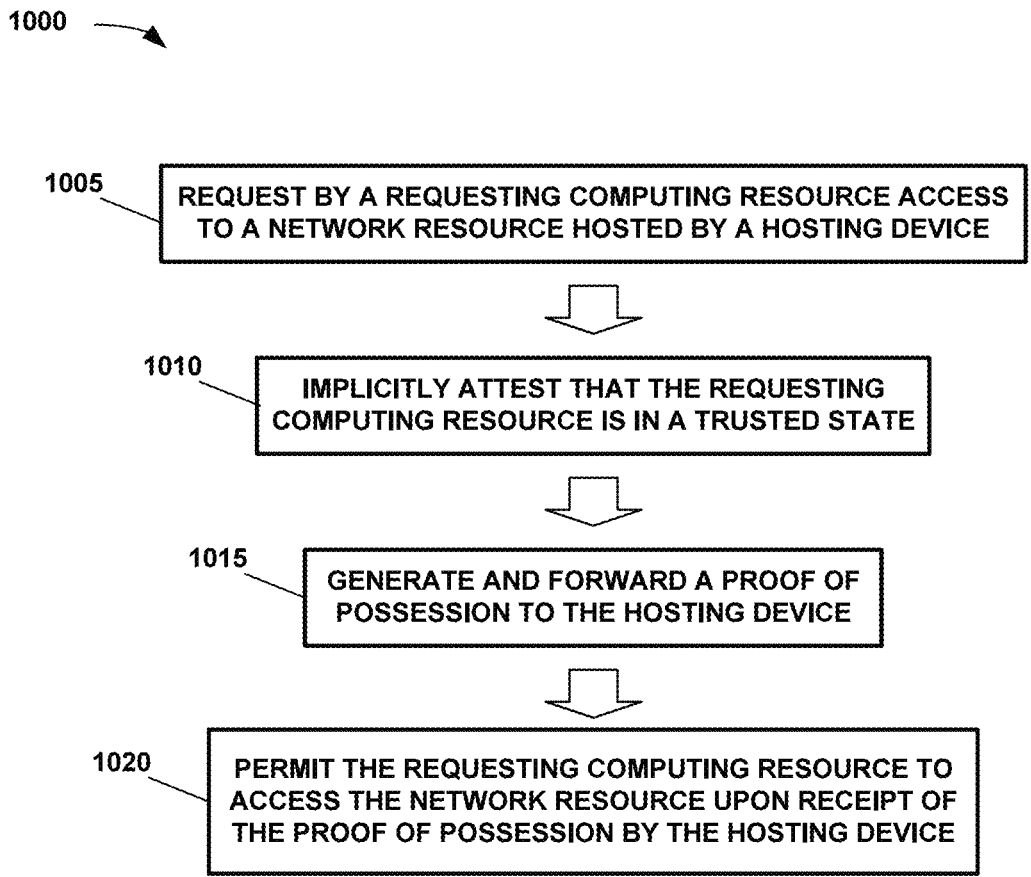 1000
1005
REQUEST BY A REQUESTING COMPUTING RESOURCE ACCESS
TO A NETWORK RESOURCE HOSTED BY A HOSTING DEVICE
1010
IMPLICITLY ATTEST THAT THE REQUESTING
COMPUTING RESOURCE IS IN A TRUSTED STATE
1015
GENERATE AND FORWARD A PROOF OF
POSSESSION TO THE HOSTING DEVICE
1020
PERMIT THE REQUESTING COMPUTING RESOURCE TO
ACCESS THE NETWORK RESOURCE UPON RECEIPT OF
THE PROOF OF POSSESSION BY THE HOSTING DEVICE